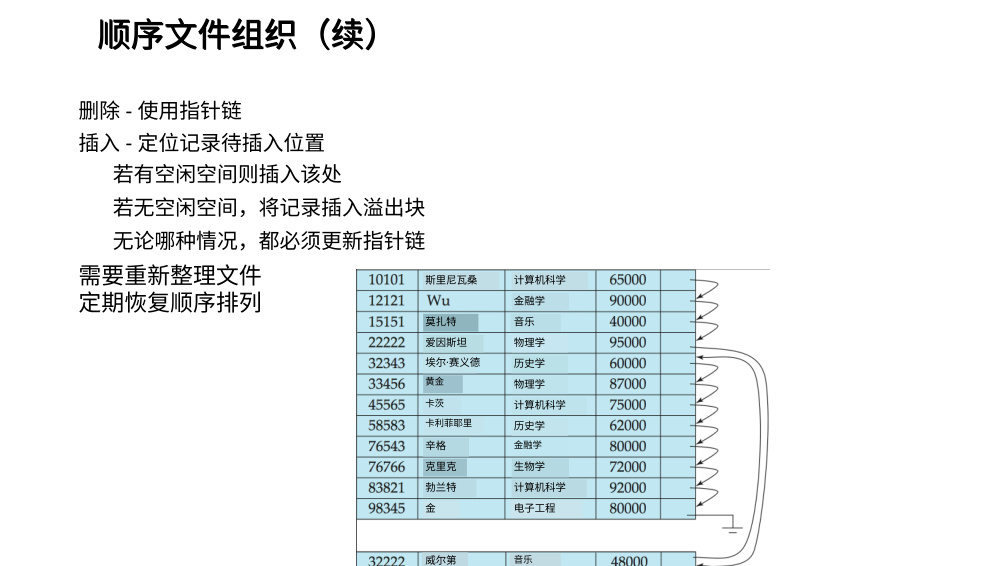 顺序文件组织（续）
删除 - 使用指针链
插入 - 定位记录待插入位置
若有空闲空间则插入该处
若无空闲空间，将记录插入溢出块
无论哪种情况，都必须更新指针链
需要重新整理文件
定期恢复顺序排列
10101 斯里尼瓦桑 计算机科学 65000
12121 Wu 金融学 90000
15151 莫扎特 音乐 40000
22222 爱因斯坦 物理学 95000
32343 埃尔·赛义德 历史学 60000
33456 黄金 物理学 87000
45565 卡茨 计算机科学 75000
58583 卡利菲耶里 历史学 62000
76543 辛格 金融学 80000
76766 克里克 生物学 72000
83821 勃兰特 计算机科学 92000
98345 金 电子工程 80000
32222 威尔第 音乐 48000